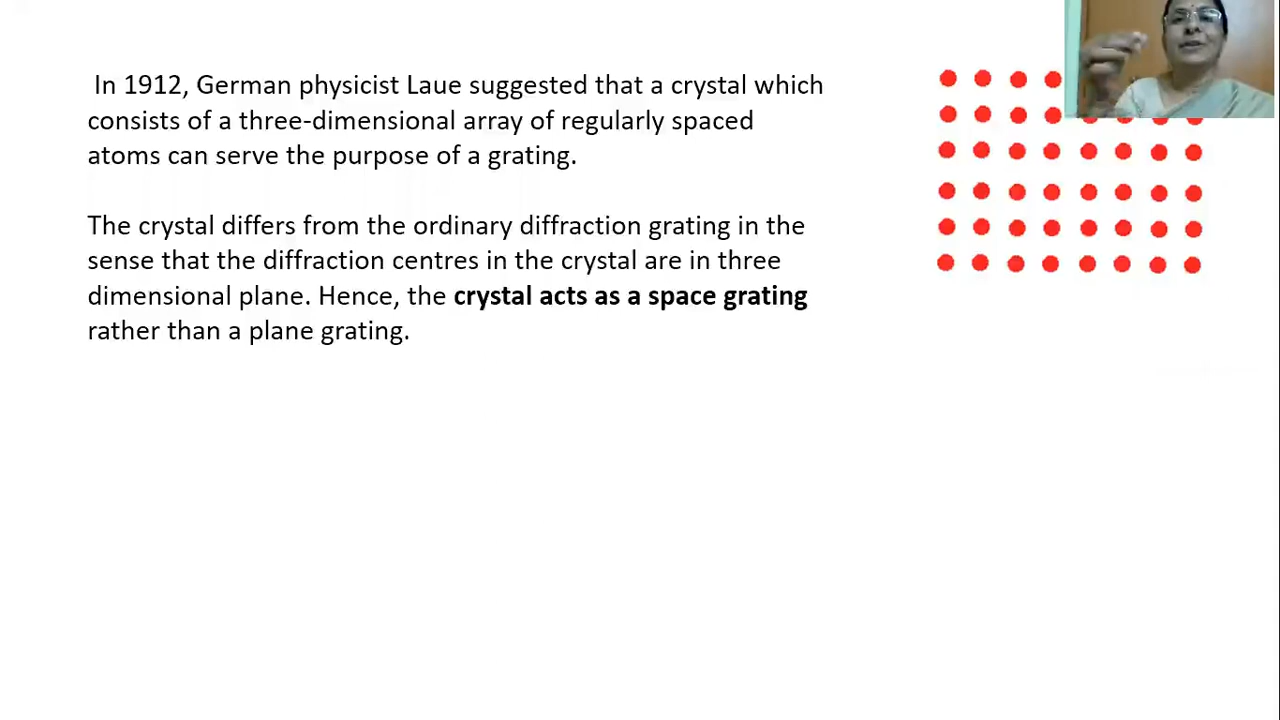 In 1912, German physicist Laue suggested that a crystal which
consists of a three-dimensional array of regularly spaced
atoms can serve the purpose of a grating.
The crystal differs from the ordinary diffraction grating in the
sense that the diffraction centres in the crystal are in three
dimensional plane. Hence, the crystal acts as a space grating
rather than a plane grating.